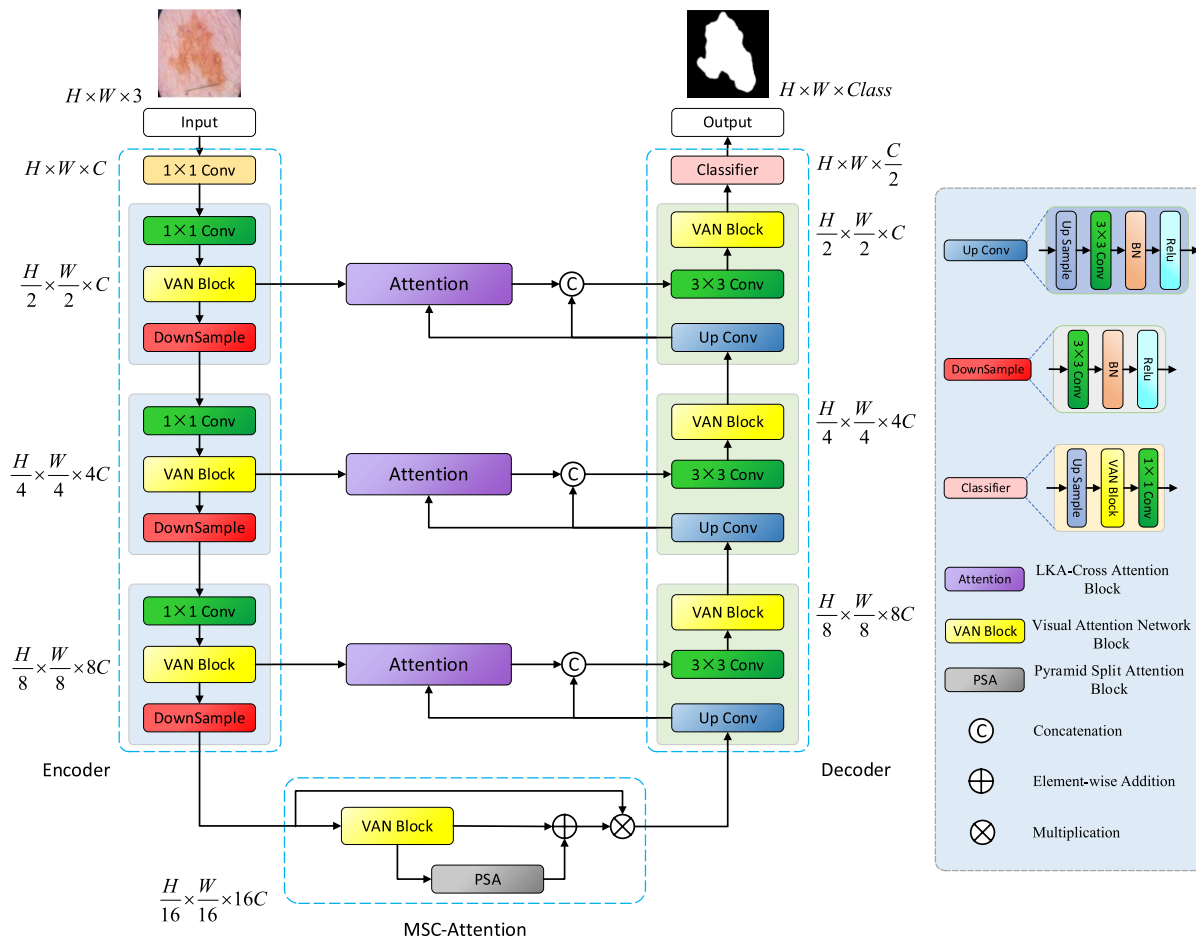 H×W×3
Input
H×W×C
1×1 Conv
1×1 Conv
H/2×W/2×C
VAN Block
DownSample
1×1 Conv
H/4×W/4×4C
VAN Block
DownSample
1×1 Conv
H/8×W/8×8C
VAN Block
DownSample
Encoder
Attention
C
Attention
C
Attention
C
VAN Block
PSA
H/16×W/16×16C
MSC-Attention
H×W×Class
Output
Classifier
H×W×C/2
VAN Block
H/2×W/2×C
3×3 Conv
Up Conv
VAN Block
H/4×W/4×4C
3×3 Conv
Up Conv
VAN Block
H/8×W/8×8C
3×3 Conv
Up Conv
Decoder
Up Conv
Up Sample
3×3 Conv
BN
Relu
DownSample
3×3 Conv
BN
Relu
Classifier
Up Sample
VAN Block
1×1 Conv
Attention
LKA-Cross Attention
Block
VAN Block
Visual Attention Network
Block
PSA
Pyramid Split Attention
Block
C
Concatenation
Element-wise Addition
Multiplication